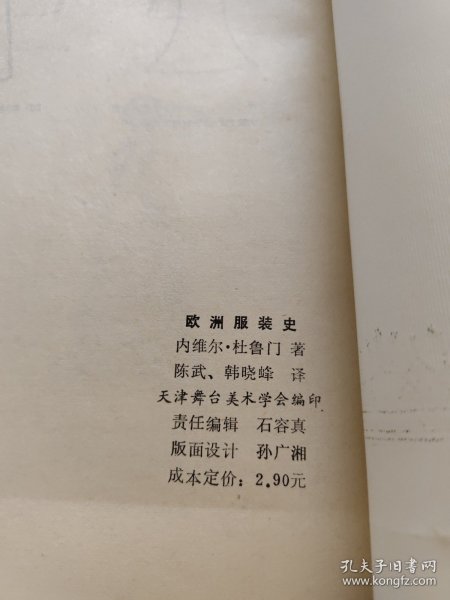 欧洲服装史
内维尔·杜鲁门 著
陈武、韩晓峰 译
天津舞台美术学会编印
责任编辑 石容真
版面设计 孙广湘
成本定价：2.90元
孔夫子旧书网
www.kongfz.com